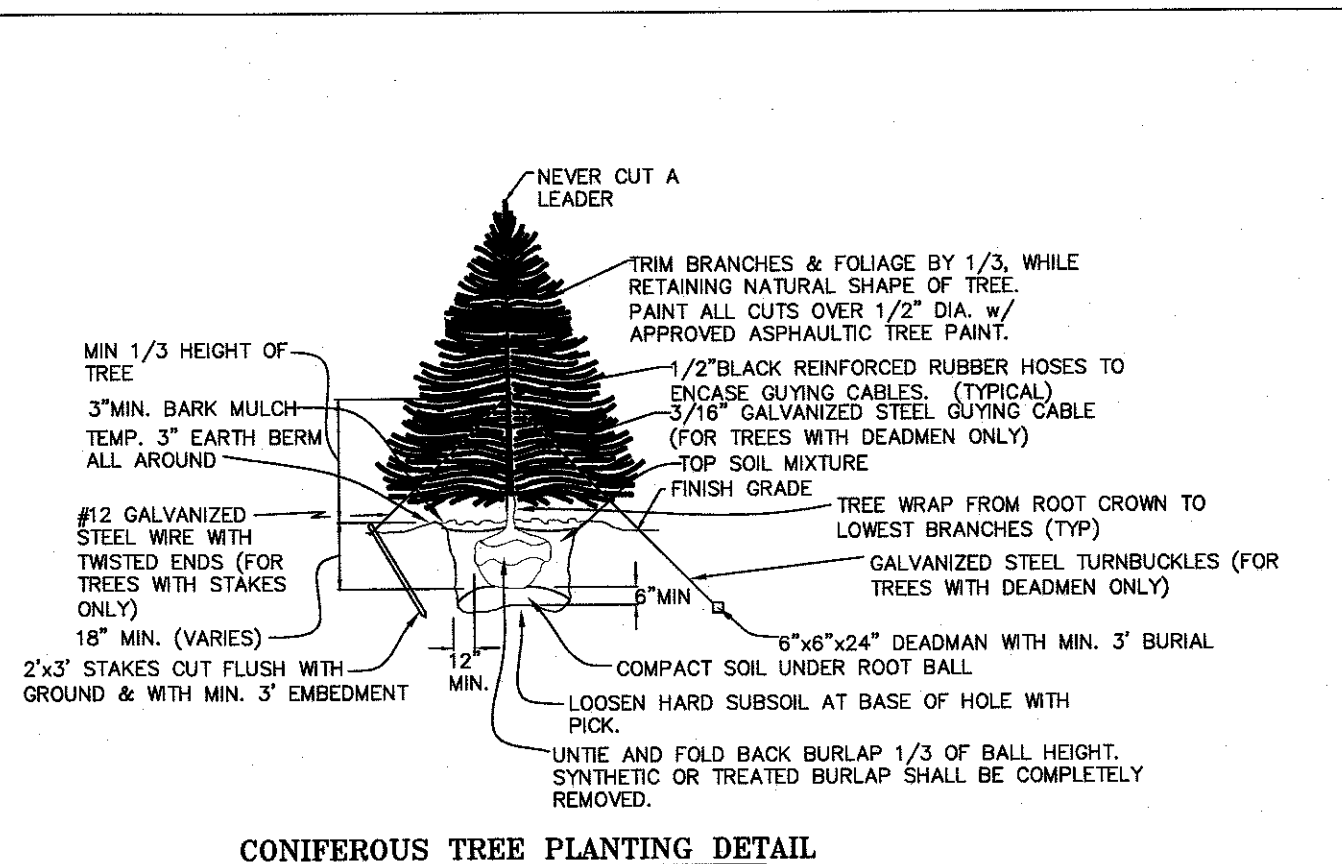 NEVER CUT A
LEADER
TRIM BRANCHES & FOLIAGE BY 1/3, WHILE
RETAINING NATURAL SHAPE OF TREE.
PAINT ALL CUTS OVER 1/2" DIA. w/
APPROVED ASPHAULTIC TREE PAINT.
MIN 1/3 HEIGHT OF
TREE
1/2"BLACK REINFORCED RUBBER HOSES TO
ENCASE GUYING CABLES. (TYPICAL)
3"MIN. BARK MULCH
3/16" GALVANIZED STEEL GUYING CABLE
(FOR TREES WITH DEADMEN ONLY)
TEMP. 3" EARTH BERM
ALL AROUND
TOP SOIL MIXTURE
FINISH GRADE
TREE WRAP FROM ROOT CROWN TO
LOWEST BRANCHES (TYP)
#12 GALVANIZED
STEEL WIRE WITH
TWISTED ENDS (FOR
TREES WITH STAKES
ONLY)
GALVANIZED STEEL TURNBUCKLES (FOR
TREES WITH DEADMEN ONLY)
6"MIN
18" MIN. (VARIES)
6"x6"x24" DEADMAN WITH MIN. 3' BURIAL
2'x3' STAKES CUT FLUSH WITH
GROUND & WITH MIN. 3' EMBEDMENT
12"
MIN.
COMPACT SOIL UNDER ROOT BALL
LOOSEN HARD SUBSOIL AT BASE OF HOLE WITH
PICK.
UNTIE AND FOLD BACK BURLAP 1/3 OF BALL HEIGHT.
SYNTHETIC OR TREATED BURLAP SHALL BE COMPLETELY
REMOVED.
CONIFEROUS TREE PLANTING DETAIL